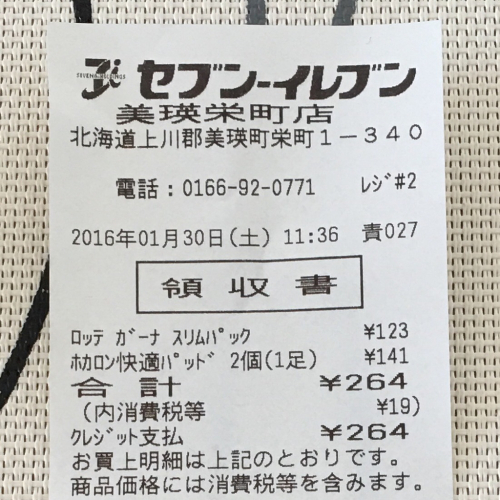 セブン-イレブン
美瑛栄町店
北海道上川郡美瑛町栄町1-340
電話:0166-92-0771 レジ#2
2016年01月30日(土) 11:36 責027
領収書
ロッテ ガーナ スリムパック ¥123
ホカロン快適パッド 2個(1足) ¥141
合計 ¥264
(内消費税等 ¥19)
クレジット支払 ¥264
お買上明細は上記のとおりです。
商品価格には消費税等を含みます。